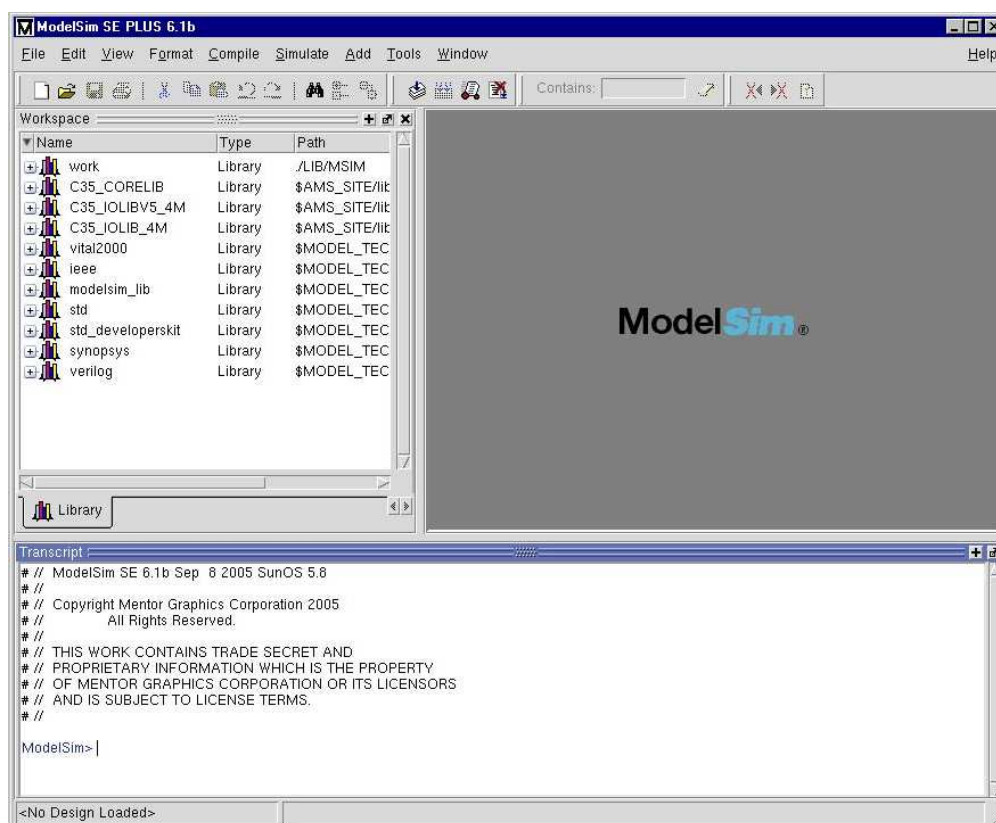 ModelSim SE PLUS 6.1b
File Edit View Format Compile Simulate Add Tools Window Help
Contains:
Workspace
Name Type Path
work Library ./LIB/MSIM
C35_CORELIB Library $AMS_SITE/lib
C35_IOLIBV5_4M Library $AMS_SITE/lib
C35_IOLIB_4M Library $AMS_SITE/lib
vital2000 Library $MODEL_TEC
ieee Library $MODEL_TEC
modelsim_lib Library $MODEL_TEC
std Library $MODEL_TEC
std_developerskit Library $MODEL_TEC
synopsys Library $MODEL_TEC
verilog Library $MODEL_TEC
ModelSim ®
Library
Transcript
# // ModelSim SE 6.1b Sep 8 2005 SunOS 5.8
# //
# // Copyright Mentor Graphics Corporation 2005
# // All Rights Reserved.
# //
# // THIS WORK CONTAINS TRADE SECRET AND
# // PROPRIETARY INFORMATION WHICH IS THE PROPERTY
# // OF MENTOR GRAPHICS CORPORATION OR ITS LICENSORS
# // AND IS SUBJECT TO LICENSE TERMS.
# //
ModelSim>
<No Design Loaded>